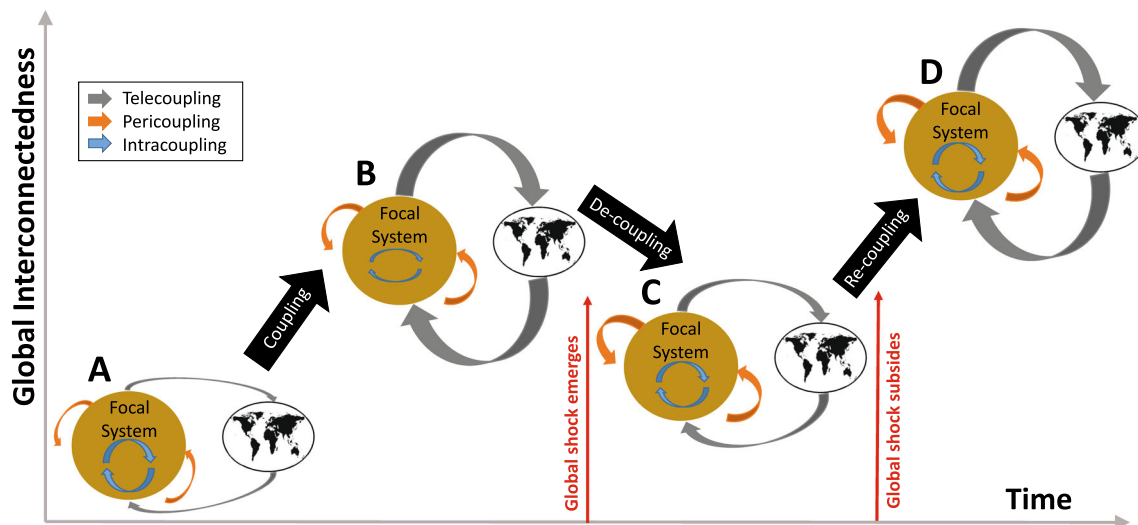 Global Interconnectedness
Telecoupling
Pericoupling
Intracoupling
A
Focal
System
Coupling
B
Focal
System
De-coupling
Global shock emerges
C
Focal
System
Re-coupling
Global shock subsides
D
Focal
System
Time